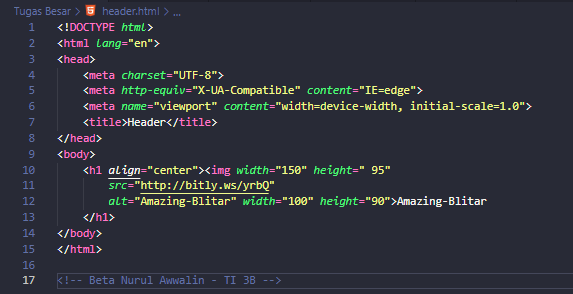 Tugas Besar > header.html > ...
1 <!DOCTYPE html>
2 <html lang="en">
3 <head>
4     <meta charset="UTF-8">
5     <meta http-equiv="X-UA-Compatible" content="IE=edge">
6     <meta name="viewport" content="width=device-width, initial-scale=1.0">
7     <title>Header</title>
8 </head>
9 <body>
10     <h1 align="center"><img width="150" height=" 95"
11         src="http://bitly.ws/yrbQ"
12         alt="Amazing-Blitar" width="100" height="90">Amazing-Blitar
13     </h1>
14 </body>
15 </html>
16
17 <!-- Beta Nurul Awwalin - TI 3B -->